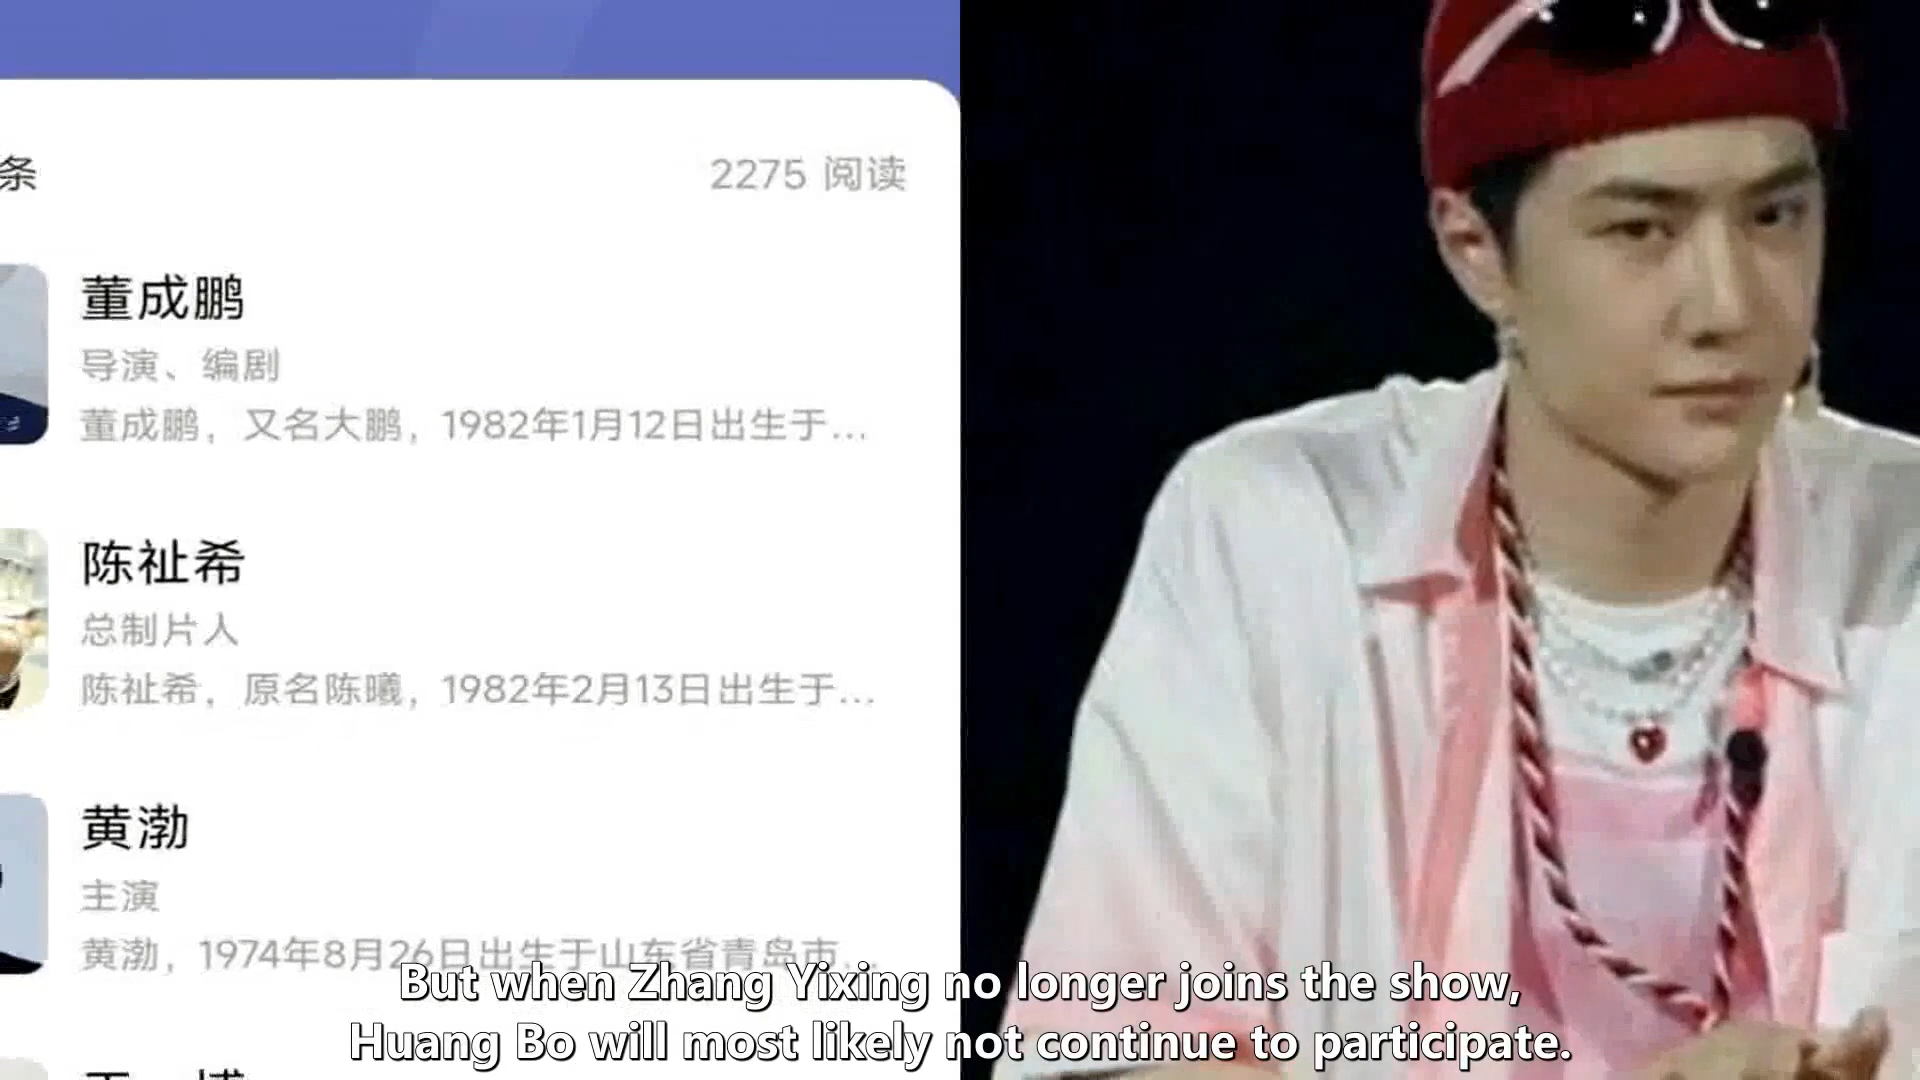 条
2275 阅读
董成鹏
导演、编剧
董成鹏，又名大鹏，1982年1月12日出生于...
陈祉希
总制片人
陈祉希，原名陈曦，1982年2月13日出生于...
黄渤
主演
黄渤，1974年8月26日出生于山东省青岛市...
But when Zhang Yixing no longer joins the show,
Huang Bo will most likely not continue to participate.